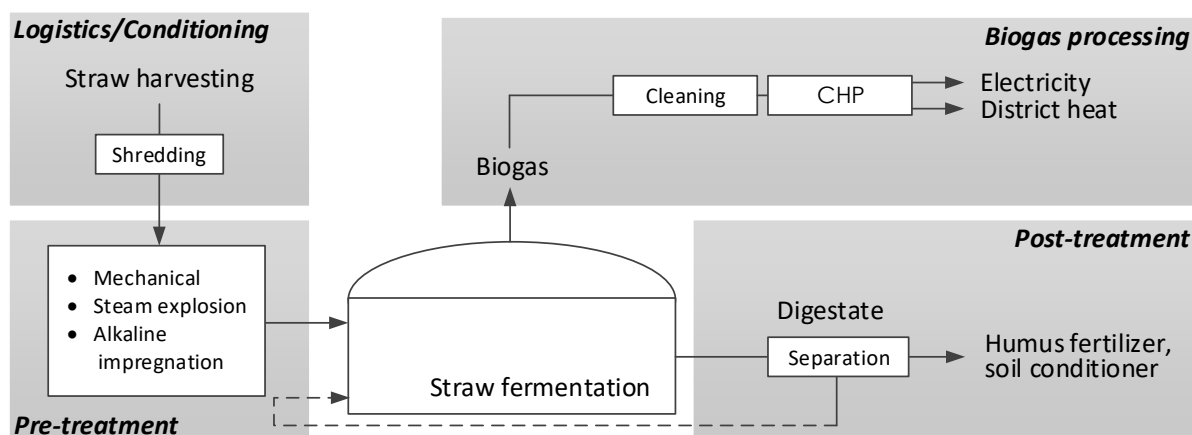 Logistics/Conditioning
Straw harvesting
Shredding
Biogas processing
Cleaning
CHP
Electricity
District heat
Biogas
• Mechanical
• Steam explosion
• Alkaline
impregnation
Pre-treatment
Straw fermentation
Post-treatment
Digestate
Separation
Humus fertilizer,
soil conditioner